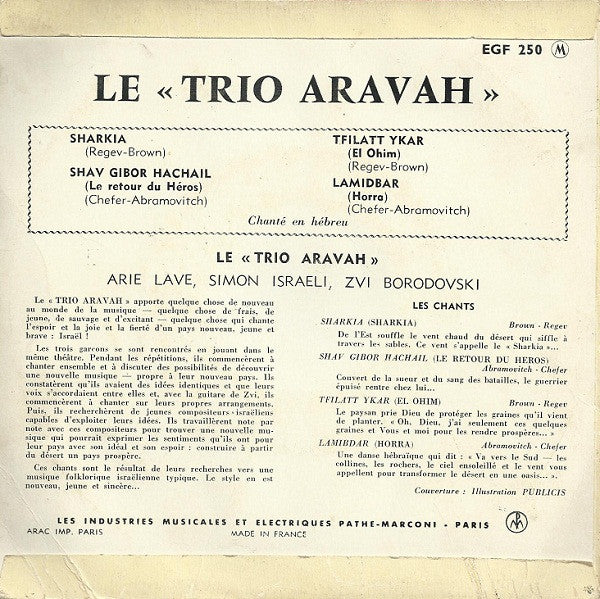 EGF 250 M
LE « TRIO ARAVAH »
SHARKIA
(Regev-Brown)
SHAV GIBOR HACHAIL
(Le retour du Héros)
(Chefer-Abramovitch)
TFILATT YKAR
(El Ohim)
(Regev-Brown)
LAMIDBAR
(Horra)
(Chefer-Abramovitch)
Chanté en hébreu
LE « TRIO ARAVAH »
ARIE LAVE, SIMON ISRAELI, ZVI BORODOVSKI
Le « TRIO ARAVAH » apporte quelque chose de nouveau
au monde de la musique — quelque chose de frais, de
jeune, de sauvage et d'excitant — quelque chose qui chante
l'espoir et la joie et la fierté d'un pays nouveau, jeune et
brave : Israël !
Les trois garçons se sont rencontrés en jouant dans le
même théâtre. Pendant les répétitions, ils commencèrent à
chanter ensemble et à discuter des possibilités de découvrir
une nouvelle musique — propre à leur nouveau pays. Ils
constatèrent qu'ils avaient des idées identiques et que leurs
voix s'accordaient entre elles et, avec la guitare de Zvi, ils
commencèrent à chanter sur leurs propres arrangements.
Puis, ils recherchèrent de jeunes compositeurs israéliens
capables d'exploiter leurs idées. Ils travaillèrent note par
note avec ces compositeurs pour trouver une nouvelle mu-
sique qui pourrait exprimer les sentiments qu'ils ont pour
leur pays avec son idéal et son espoir : construire à partir
du désert un pays prospère.
Ces chants sont le résultat de leurs recherches vers une
musique folklorique israélienne typique. Le style en est
nouveau, jeune et sincère...
LES CHANTS
SHARKIA (SHARKIA) Brown - Regev
De l'Est souffle le vent chaud du désert qui siffle à
travers les sables. Ce vent s'appelle le « Sharkia »...
SHAV GIBOR HACHAIL (LE RETOUR DU HEROS)
Abramovitch - Chefer
Couvert de la sueur et du sang des batailles, le guerrier
épuisé rentre chez lui...
TFILATT YKAR (EL OHIM) Brown - Regev
Le paysan prie Dieu de protéger les graines qu'il vient
de planter. « Oh, Dieu, j'ai seulement ces quelques
graines et Vous et moi pour les rendre prospères... »
LAMIBDAR (HORRA) Abramovitch - Chefer
Une danse hébraïque qui dit : « Va vers le Sud — les
collines, les rochers, le ciel ensoleillé et le vent vous
appellent pour transformer le désert en une oasis... ».
Couverture : Illustration PUBLICIS
LES INDUSTRIES MUSICALES ET ELECTRIQUES PATHE-MARCONI - PARIS
ARAC IMP. PARIS
MADE IN FRANCE